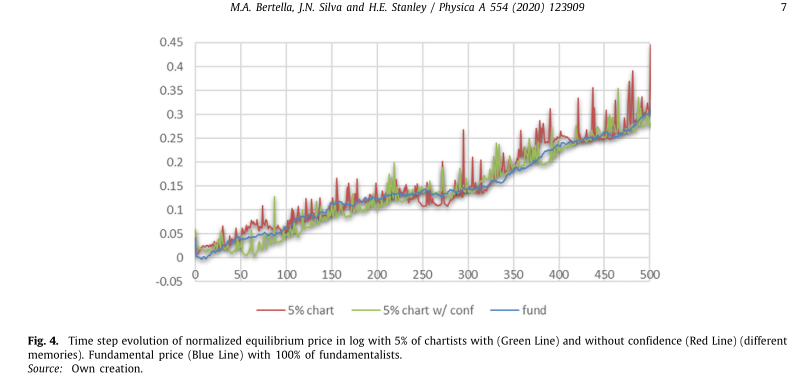 M.A. Bertella, J.N. Silva and H.E. Stanley / Physica A 554 (2020) 123909
7
0.45
0.4
0.35
0.3
0.25
0.2
0.15
0.1
0.05
0
-0.05
0 50 100 150 200 250 300 350 400 450 500
5% chart 5% chart w/ conf fund
Fig. 4. Time step evolution of normalized equilibrium price in log with 5% of chartists with (Green Line) and without confidence (Red Line) (different
memories). Fundamental price (Blue Line) with 100% of fundamentalists.
Source: Own creation.